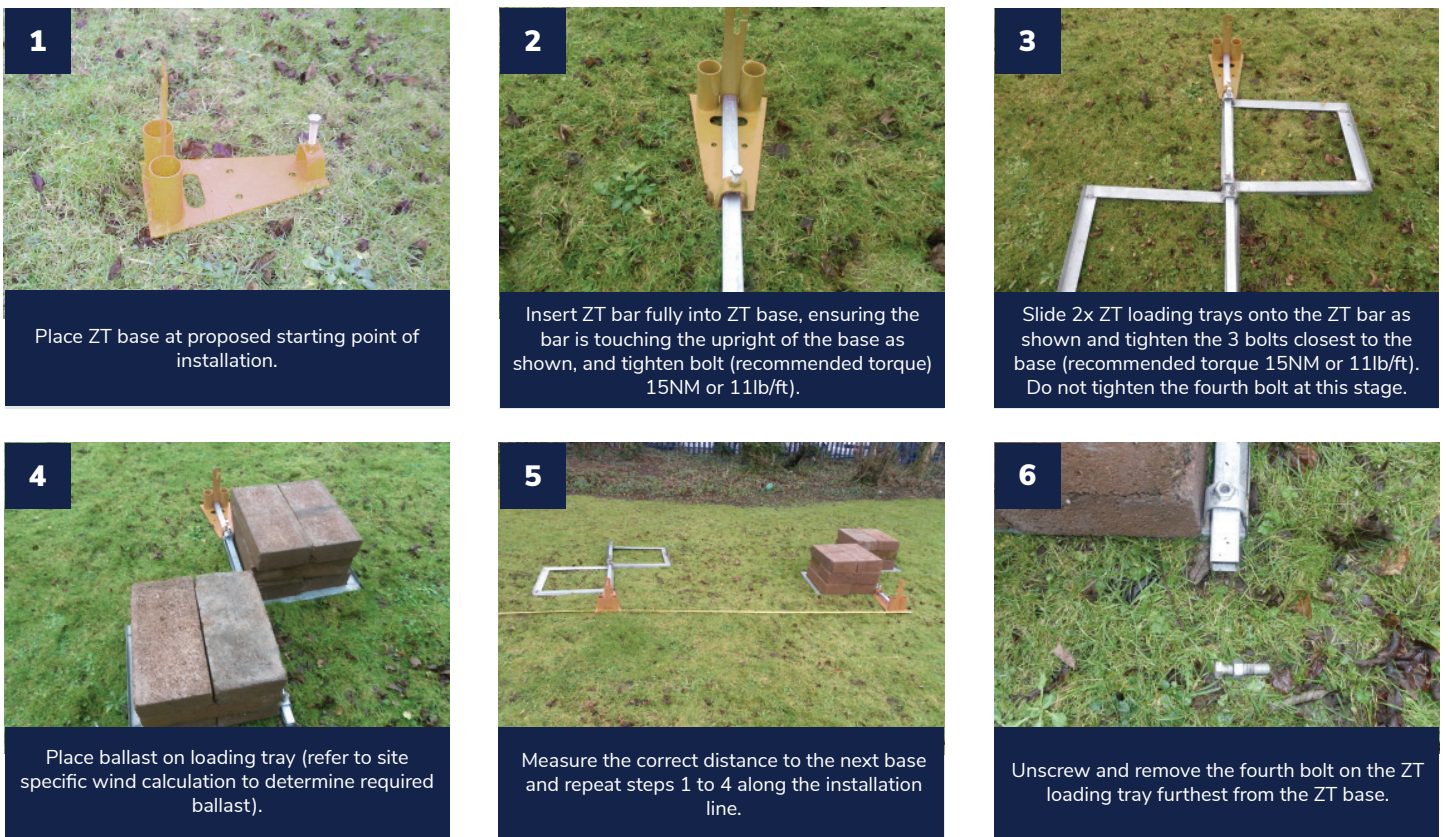 1
Place ZT base at proposed starting point of
installation.
2
Insert ZT bar fully into ZT base, ensuring the
bar is touching the upright of the base as
shown, and tighten bolt (recommended torque)
15NM or 11lb/ft).
3
Slide 2x ZT loading trays onto the ZT bar as
shown and tighten the 3 bolts closest to the
base (recommended torque 15NM or 11lb/ft).
Do not tighten the fourth bolt at this stage.
4
Place ballast on loading tray (refer to site
specific wind calculation to determine required
ballast).
5
Measure the correct distance to the next base
and repeat steps 1 to 4 along the installation
line.
6
Unscrew and remove the fourth bolt on the ZT
loading tray furthest from the ZT base.